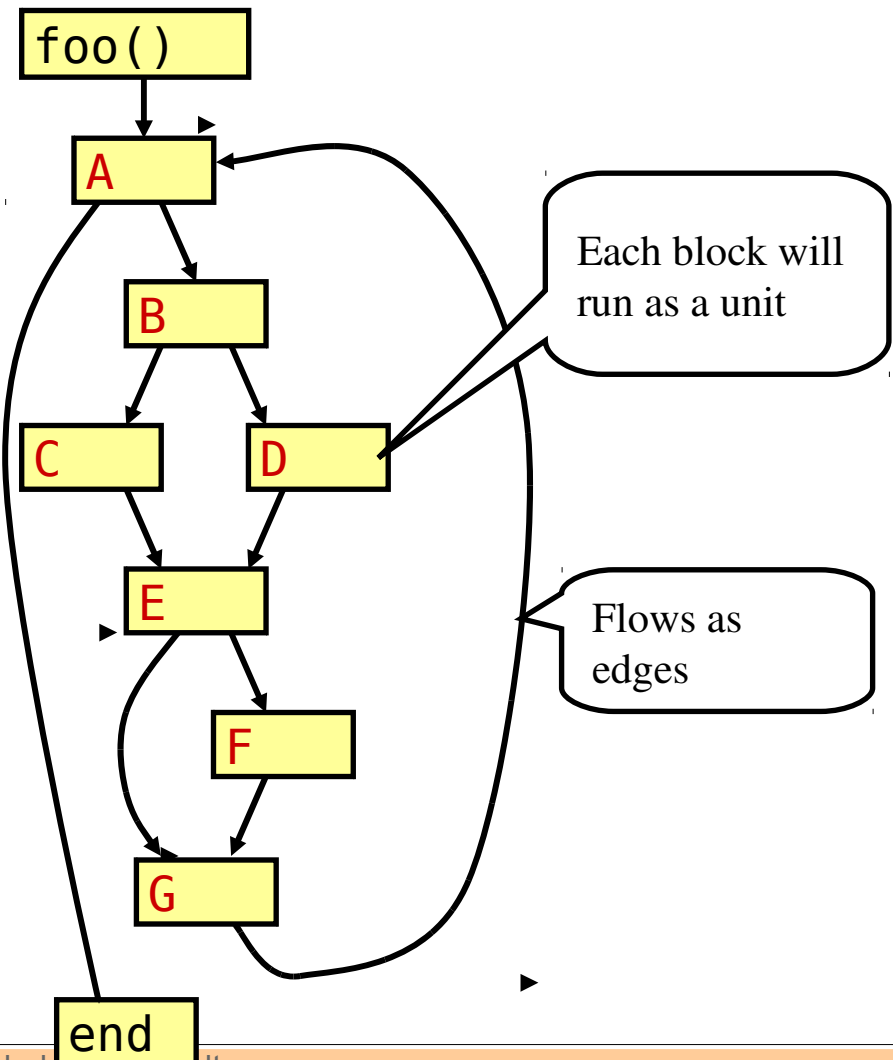 foo()
A
Each block will
run as a unit
B
C
D
E
Flows as
edges
F
G
end